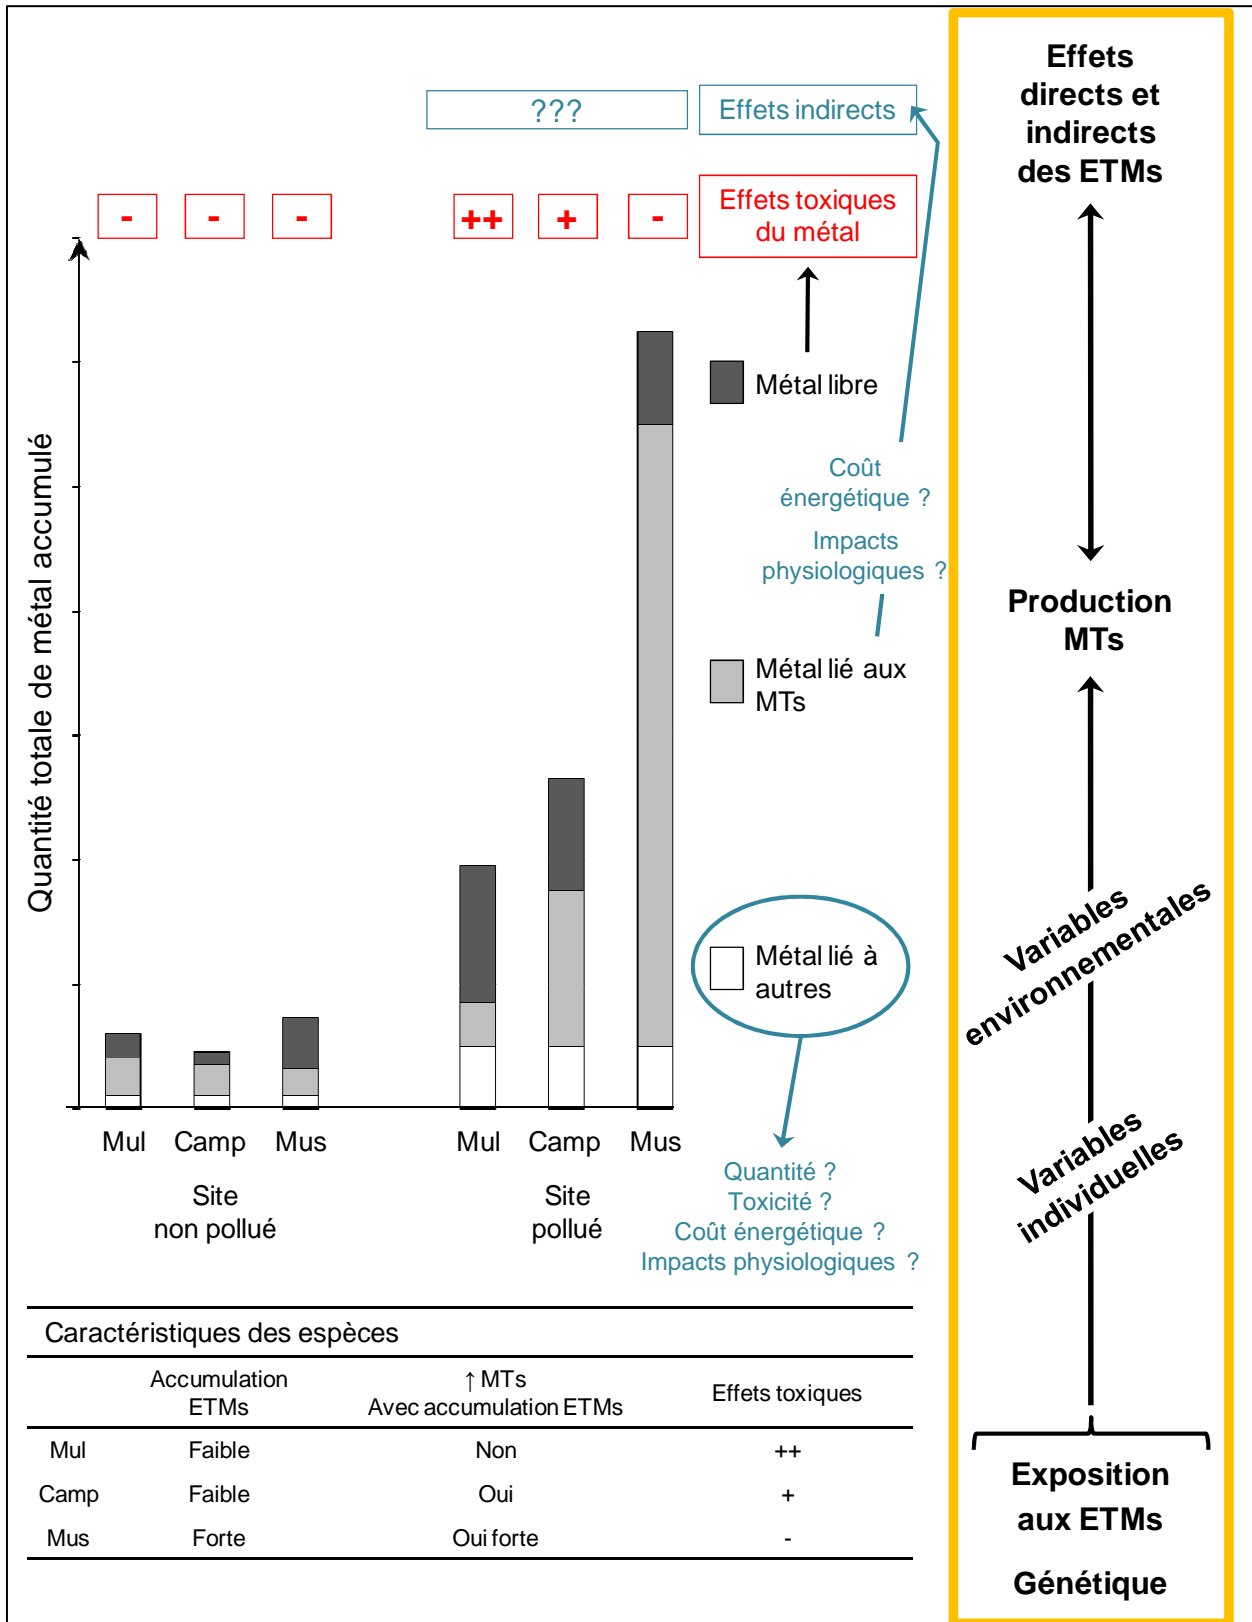 Effets
directs et
indirects
des ETMs
???
Effets indirects
-
-
-
++
+
-
Effets toxiques
du métal
Quantité totale de métal accumulé
Métal libre
Coût
énergétique ?
Impacts
physiologiques ?
Production
MTs
Métal lié aux
MTs
Métal lié à
autres
Variables
environnementales
Variables
individuelles
Mul Camp Mus
Site
non pollué
Mul Camp Mus
Site
pollué
Quantité ?
Toxicité ?
Coût énergétique ?
Impacts physiologiques ?
Caractéristiques des espèces
Accumulation
ETMs
↑ MTs
Avec accumulation ETMs
Effets toxiques
Mul Faible Non ++
Camp Faible Oui +
Mus Forte Oui forte -
Exposition
aux ETMs
Génétique